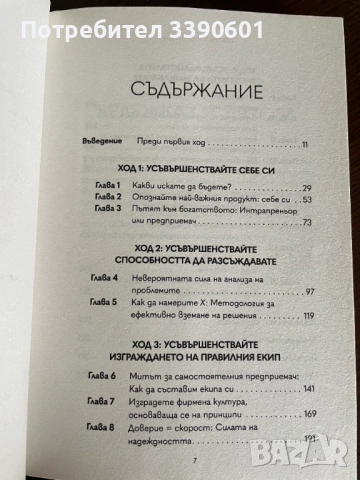 Потребител 3390601
СЪДЪРЖАНИЕ
Въведение Преди първия ход 11
ХОД 1: УСЪВЪРШЕНСТВАЙТЕ СЕБЕ СИ
Глава 1 Какви искате да бъдете? 29
Глава 2 Опознайте най-важния продукт: себе си 53
Глава 3 Пътят към богатството: Интрапреньор
или предприемач 73
ХОД 2: УСЪВЪРШЕНСТВАЙТЕ
СПОСОБНОСТТА ДА РАЗСЪЖДАВАТЕ
Глава 4 Невероятната сила на анализа на
проблемите 97
Глава 5 Как да намерите X: Методология за
ефективно вземане на решения 119
ХОД 3: УСЪВЪРШЕНСТВАЙТЕ
ИЗГРАЖДАНЕТО НА ПРАВИЛНИЯ ЕКИП
Глава 6 Митът за самостоятелния предприемач:
Как да съставим екипа си 141
Глава 7 Изградете фирмена култура,
основаваща се на принципи 169
Глава 8 Доверие = скорост: Силата на
надеждността 191
7
bazar